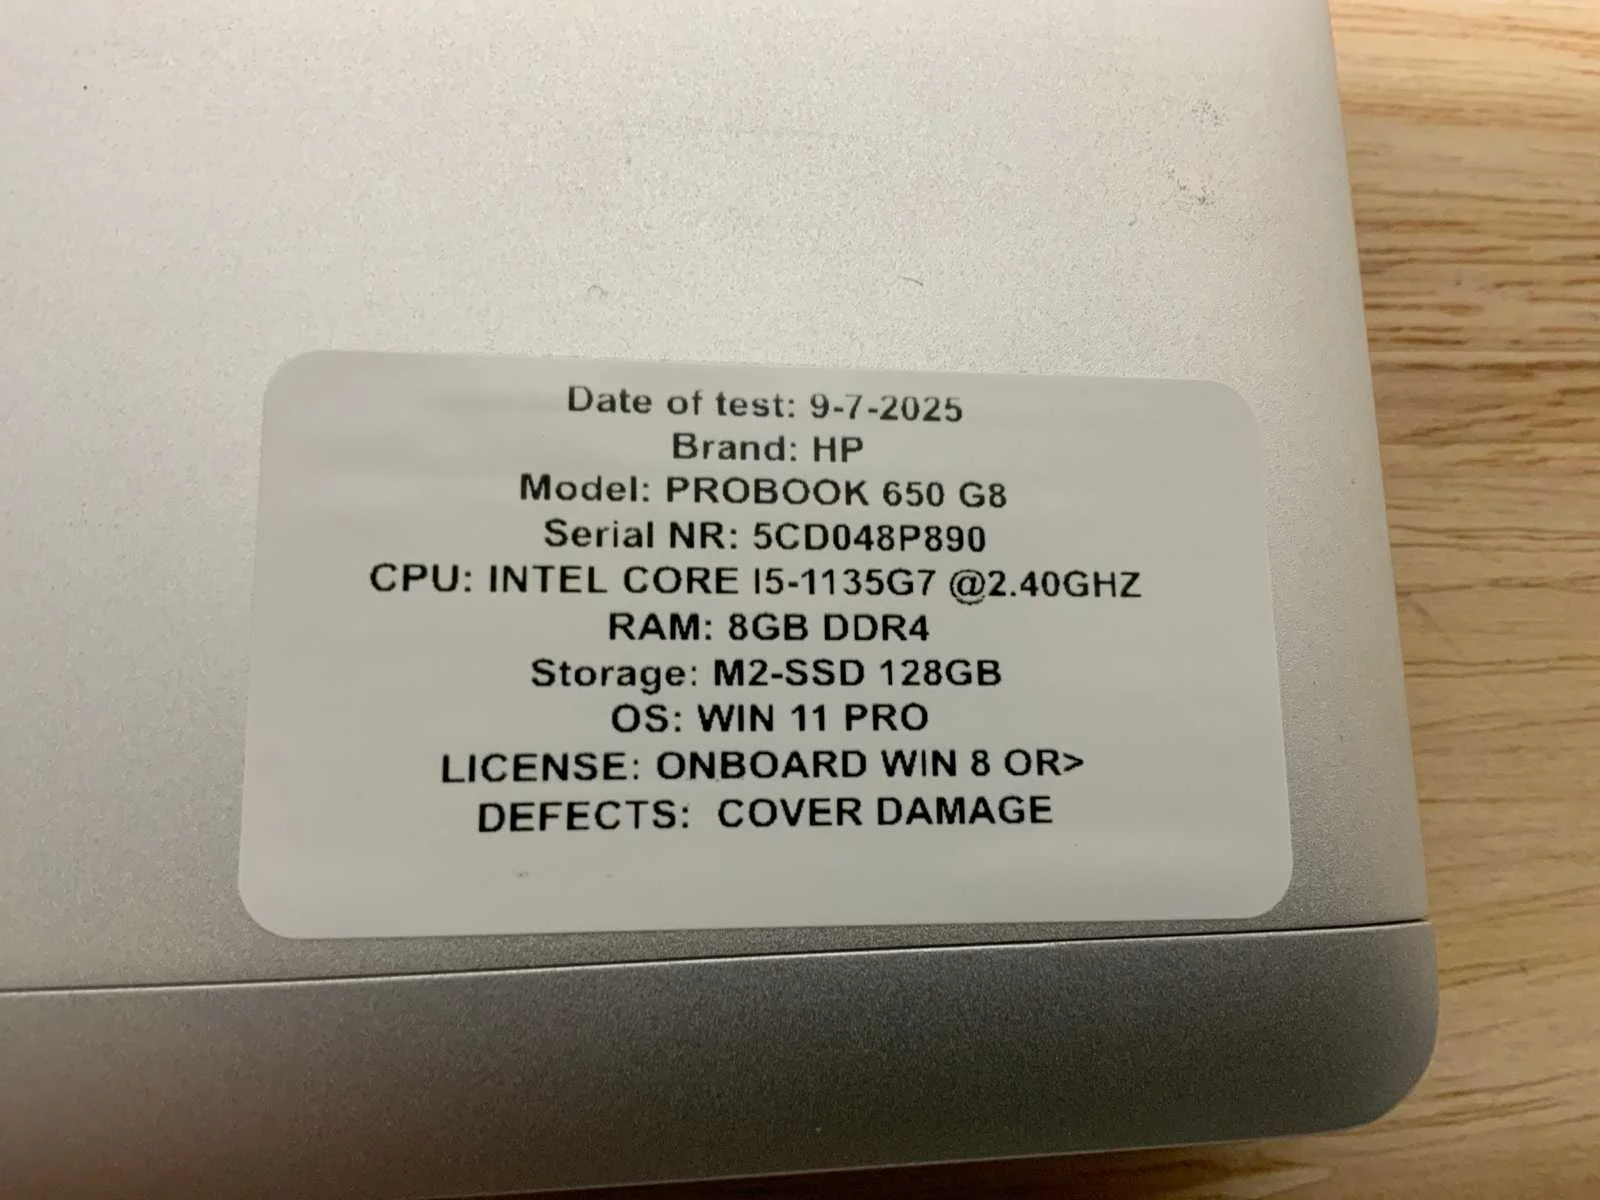 Date of test: 9-7-2025
Brand: HP
Model: PROBOOK 650 G8
Serial NR: 5CD048P890
CPU: INTEL CORE I5-1135G7 @2.40GHZ
RAM: 8GB DDR4
Storage: M2-SSD 128GB
OS: WIN 11 PRO
LICENSE: ONBOARD WIN 8 OR>
DEFECTS: COVER DAMAGE